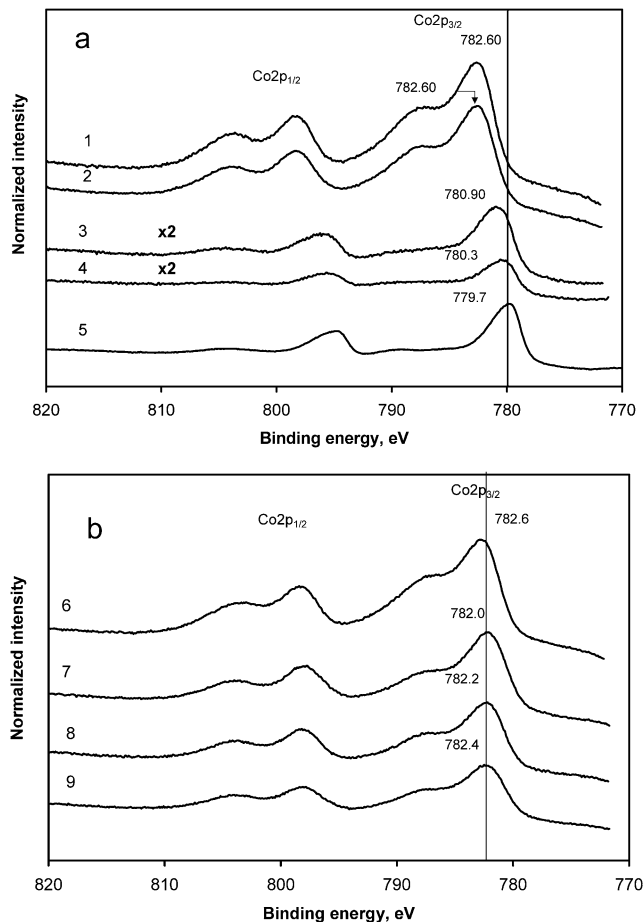 a
Co2p3/2
782.60
Co2p1/2
782.60
1
2
780.90
3 x2
780.3
4 x2
779.7
5
Normalized intensity
820 810 800 790 780 770
Binding energy, eV
b
Co2p3/2
Co2p1/2
782.6
6
782.0
7
782.2
8
782.4
9
Normalized intensity
820 810 800 790 780 770
Binding energy, eV